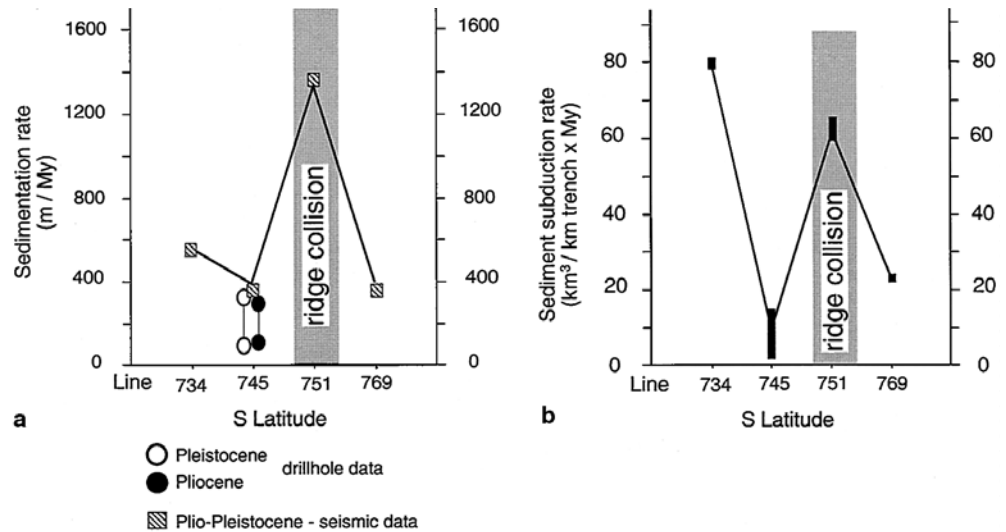 1600
1300
800
400
0
Sedimentation rate
(m / My)
ridge collision
1600
1200
800
400
0
Line 734 745 751 769
S Latitude
a
Pleistocene
Pliocene
drillhole data
Plio-Pleistocene - seismic data
80
60
40
20
0
Sediment subduction rate
(km³ / km trench x My)
ridge collision
80
60
40
20
0
Line 734 745 751 769
S Latitude
b